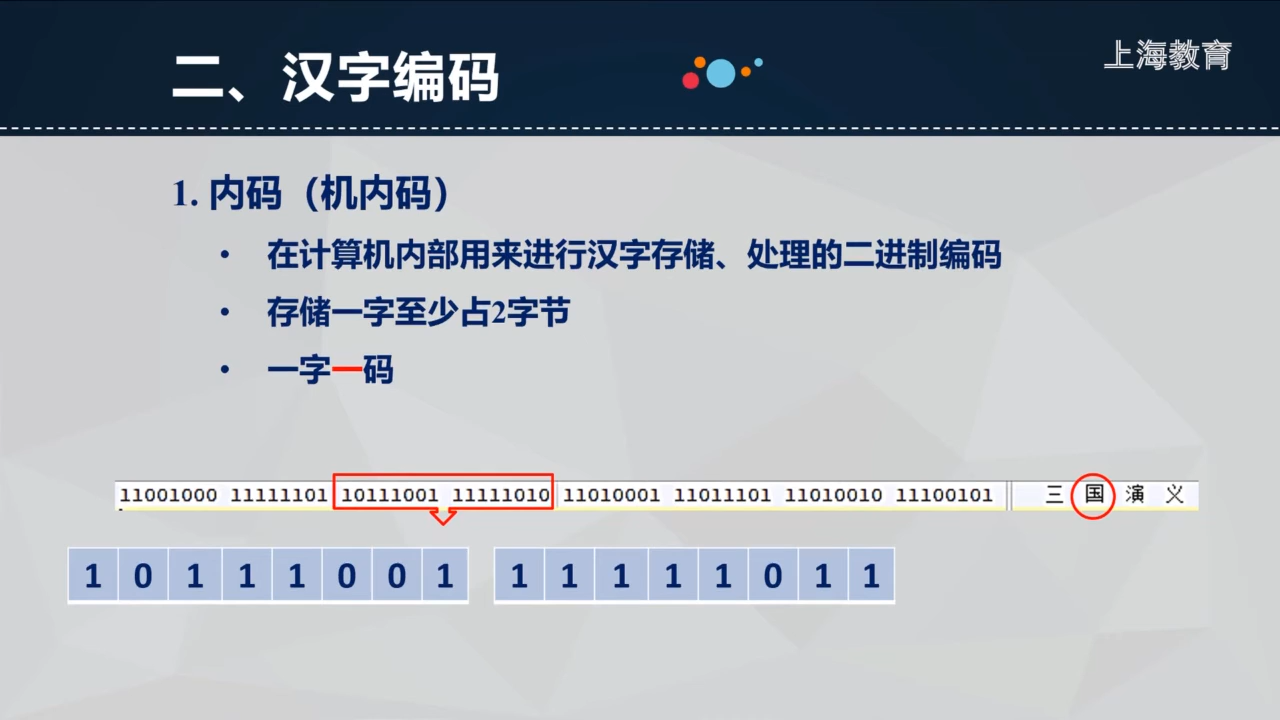 二、汉字编码
上海教育
1. 内码（机内码）
• 在计算机内部用来进行汉字存储、处理的二进制编码
• 存储一字至少占2字节
• 一字一码
11001000 11111101 10111001 11111010 11010001 11011101 11010010 11100101 三 国 演 义
1 0 1 1 1 0 0 1 1 1 1 1 1 0 1 1